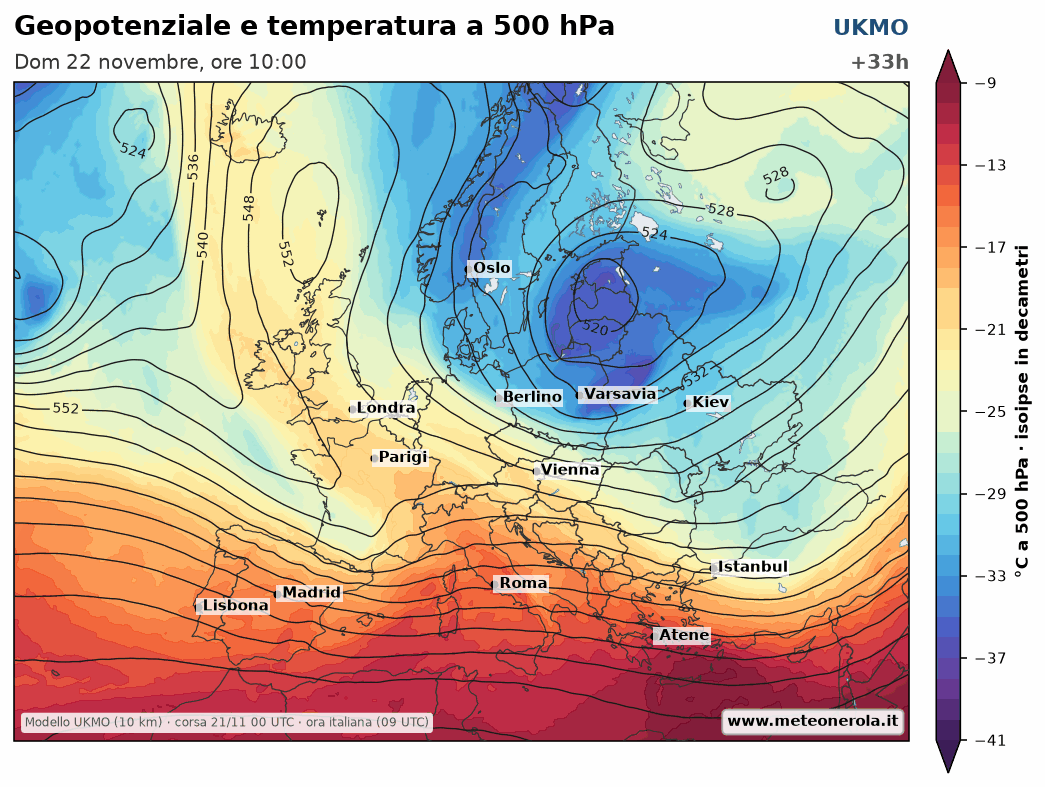 Geopotenziale e temperatura a 500 hPa
UKMO
Dom 22 novembre, ore 10:00
+33h
524
536
548
540
552
528
528
524
520
532
552
Oslo
Berlino
Varsavia
Kiev
Londra
Parigi
Vienna
Istanbul
Roma
Madrid
Lisbona
Atene
Modello UKMO (10 km) · corsa 21/11 00 UTC · ora italiana (09 UTC)
www.meteonerola.it
−9
−13
−17
−21
−25
−29
−33
−37
−41
°C a 500 hPa · isoipse in decametri